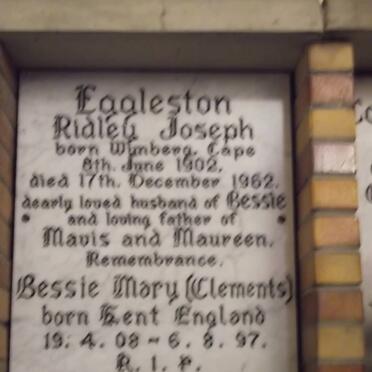 Eggleston
Ridley Joseph
born Wynberg, Cape
8th. June 1902.
died 17th. December 1962.
dearly loved husband of Bessie
and loving father of
Mavis and Maureen.
Remembrance.
Bessie Mary (Clements)
born Kent England
19. 4. 08 - 6. 8. 97.
R. I. P.